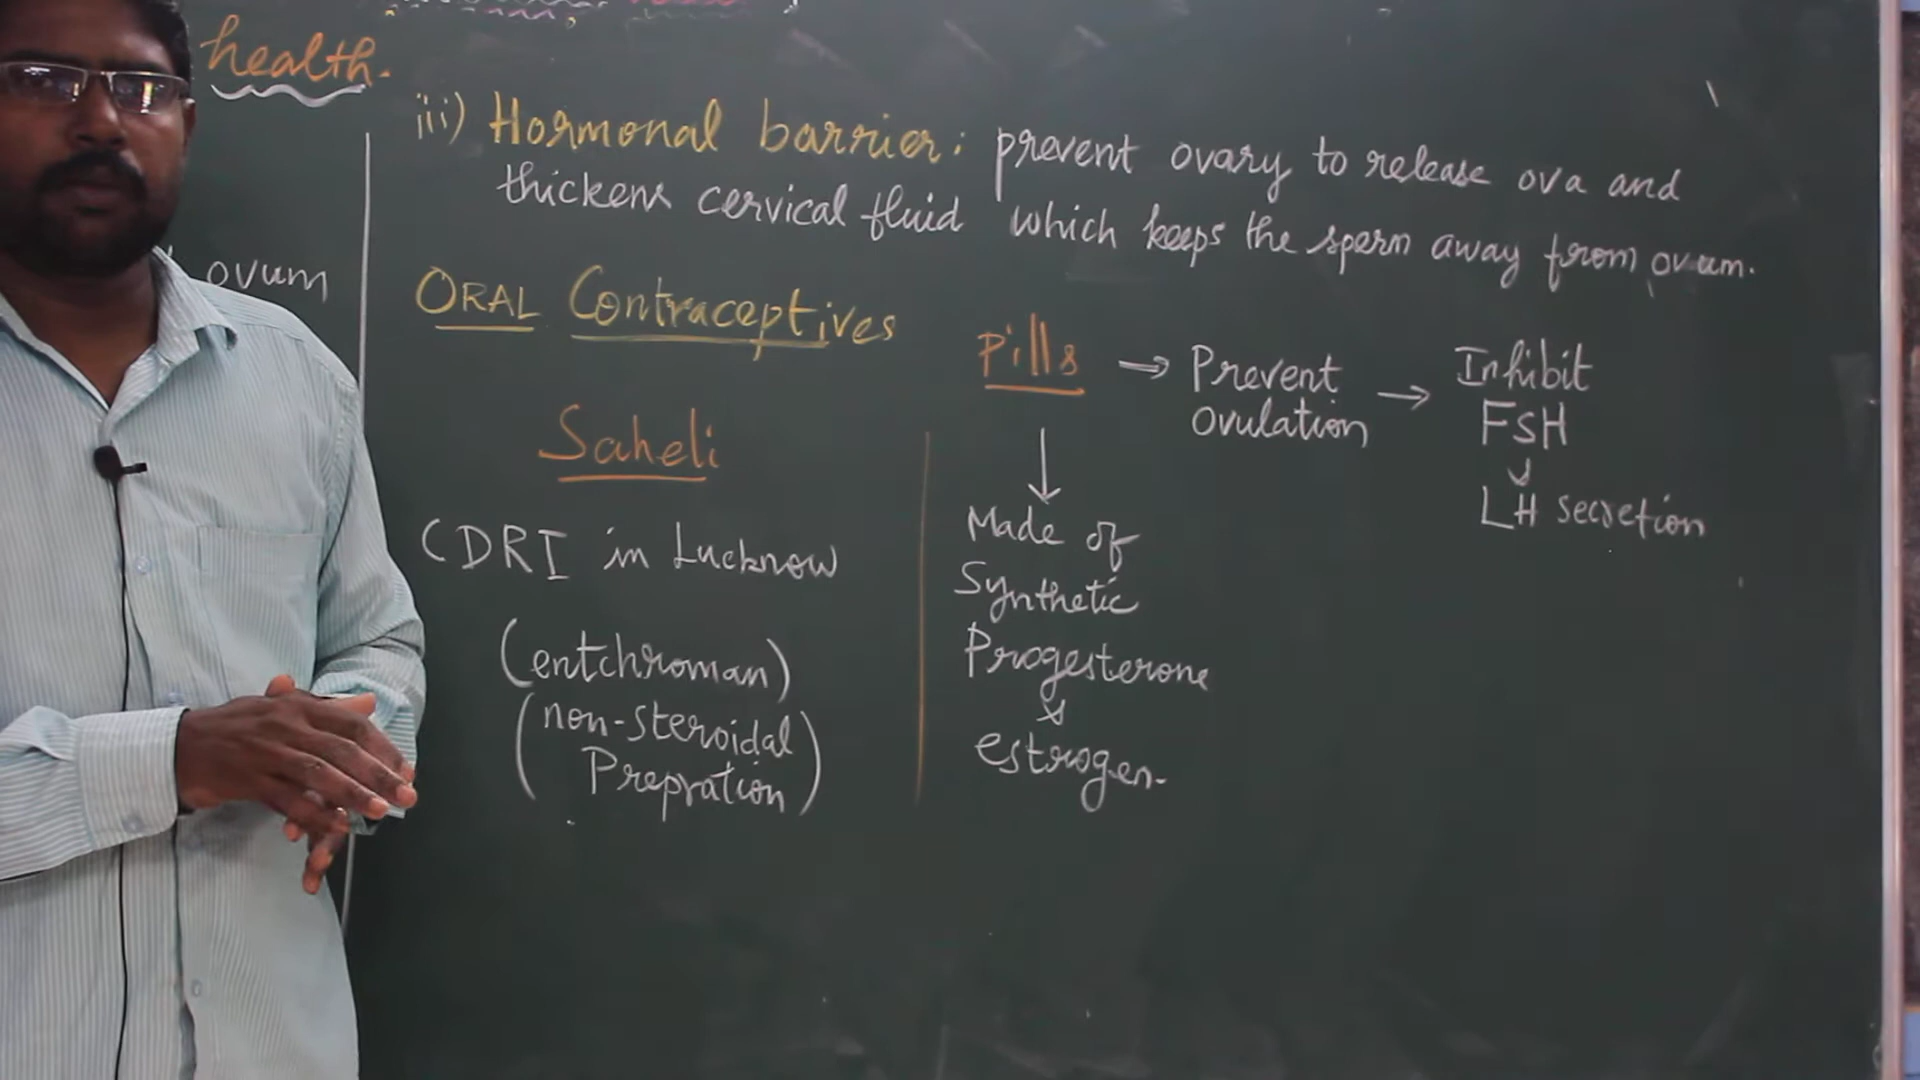 health.
ovum
iii) Hormonal barrier: prevent ovary to release ova and
thickens cervical fluid which keeps the sperm away from ovum.
ORAL Contraceptives
Saheli
CDRI in Lucknow
(entchroman)
(non-steroidal
Prepration)
Pills → Prevent
ovulation → Inhibit
FSH
&
LH secretion
Made of
Synthetic
Progesterone
&
estrogen.